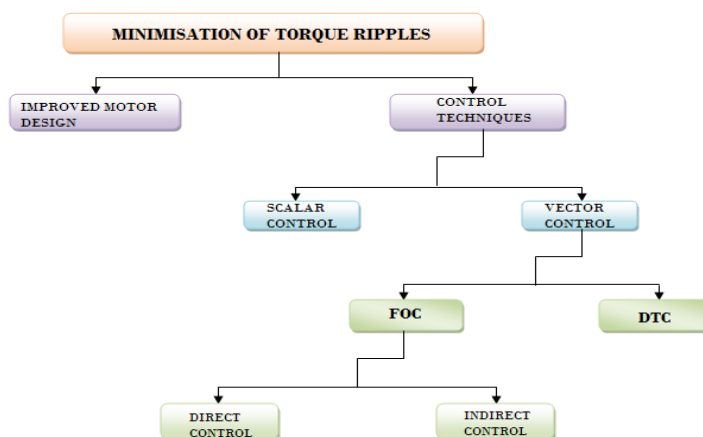 MINIMISATION OF TORQUE RIPPLES
IMPROVED MOTOR
DESIGN
CONTROL
TECHNIQUES
SCALAR
CONTROL
VECTOR
CONTROL
FOC
DTC
DIRECT
CONTROL
INDIRECT
CONTROL